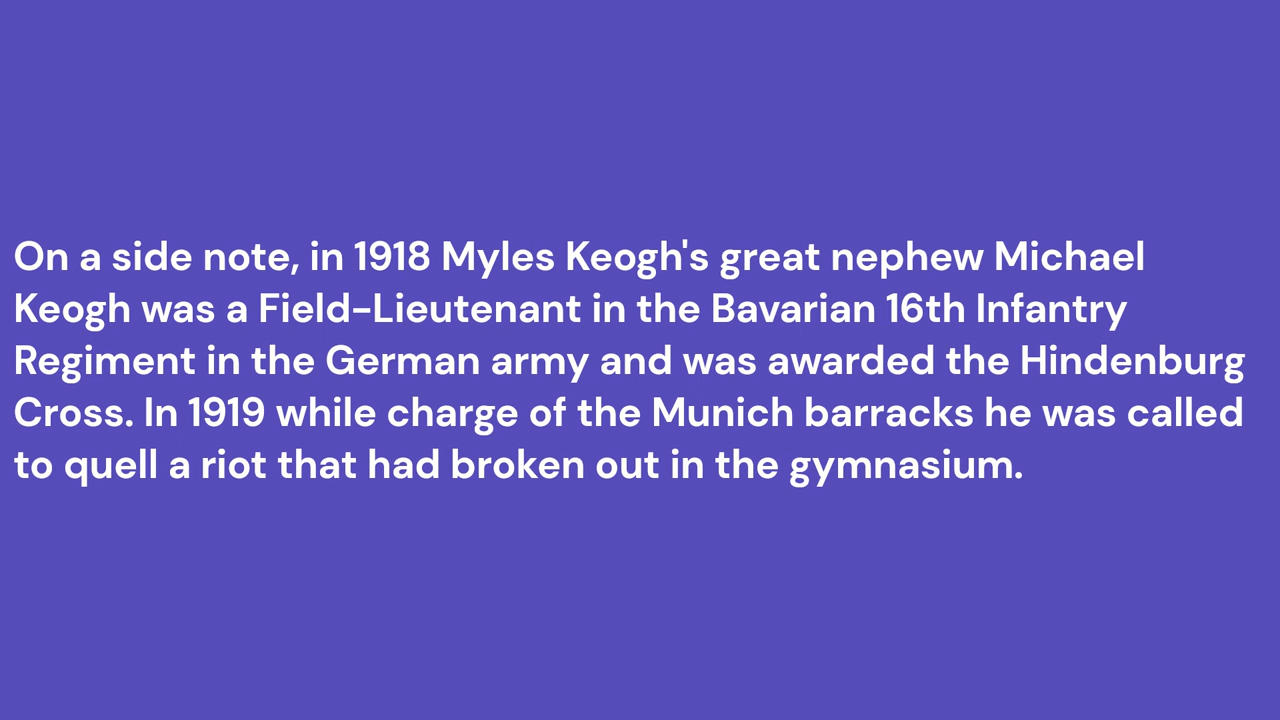 On a side note, in 1918 Myles Keogh's great nephew Michael
Keogh was a Field-Lieutenant in the Bavarian 16th Infantry
Regiment in the German army and was awarded the Hindenburg
Cross. In 1919 while charge of the Munich barracks he was called
to quell a riot that had broken out in the gymnasium.